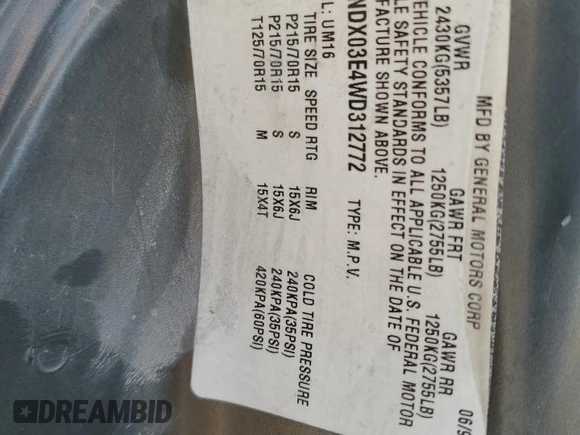 MFD BY GENERAL MOTORS CORP 06/9
GVWR GAWR FRT GAWR RR
2430KG(5357LB) 1250KG(2755LB) 1250KG(2755LB)
VEHICLE CONFORMS TO ALL APPLICABLE U.S. FEDERAL MOTOR
LE SAFETY STANDARDS IN EFFECT ON THE DATE OF
FACTURE SHOWN ABOVE.
NDX03E4WD312772 TYPE: M.P.V.
L: UM16
TIRE SIZE SPEED RTG RIM COLD TIRE PRESSURE
P215/70R15 S 15X6J 240KPA(35PSI)
P215/70R15 S 15X6J 240KPA(35PSI)
T125/70R15 M 15X4T 420KPA(60PSI)
DREAMBID